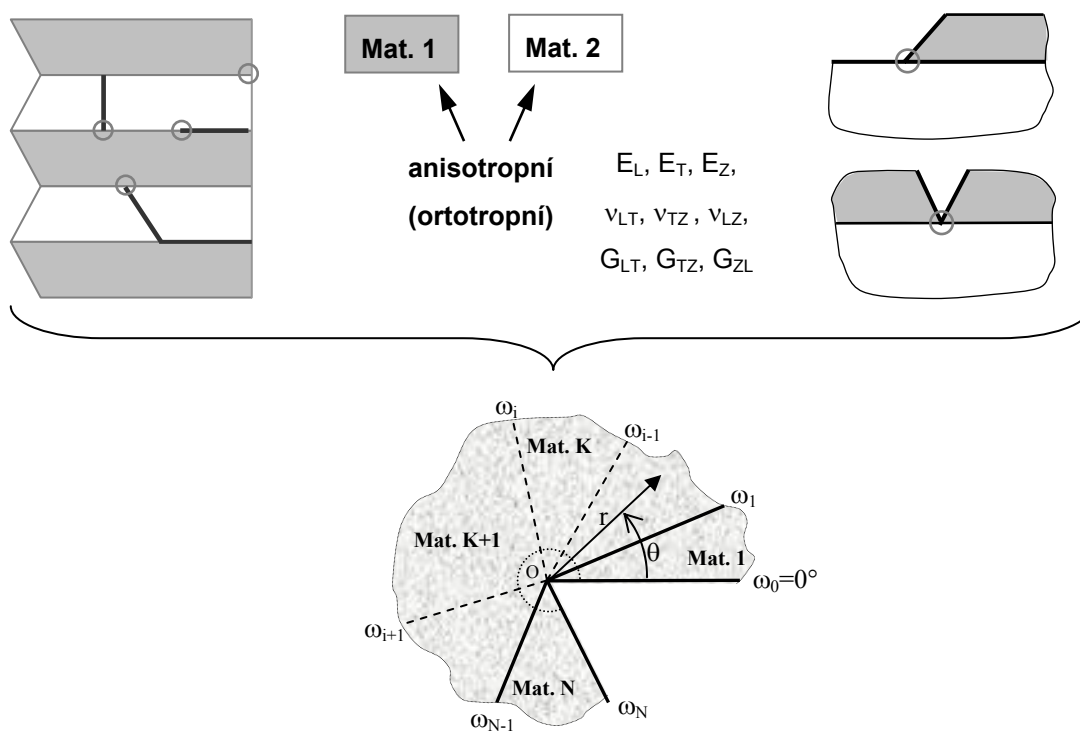 Mat. 1
Mat. 2
anisotropní
(ortotropní)
E_L, E_T, E_Z,
ν_LT, ν_TZ , ν_LZ,
G_LT, G_TZ, G_ZL
ω_i
ω_i-1
Mat. K
ω_1
r
Mat. K+1
θ
Mat. 1
O
ω_0=0°
ω_i+1
Mat. N
ω_N
ω_N-1